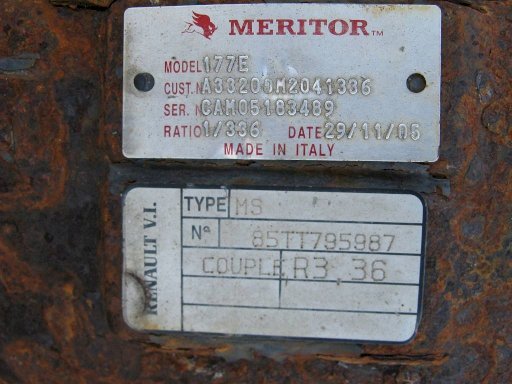 MERITOR™
MODEL 177E
CUST.N A33200M2041336
SER. N CAM05183489
RATIO 1/336 DATE 29/11/05
MADE IN ITALY
RENAULT V.I.
TYPE MS
Nº 85TT795987
COUPLE R3.36